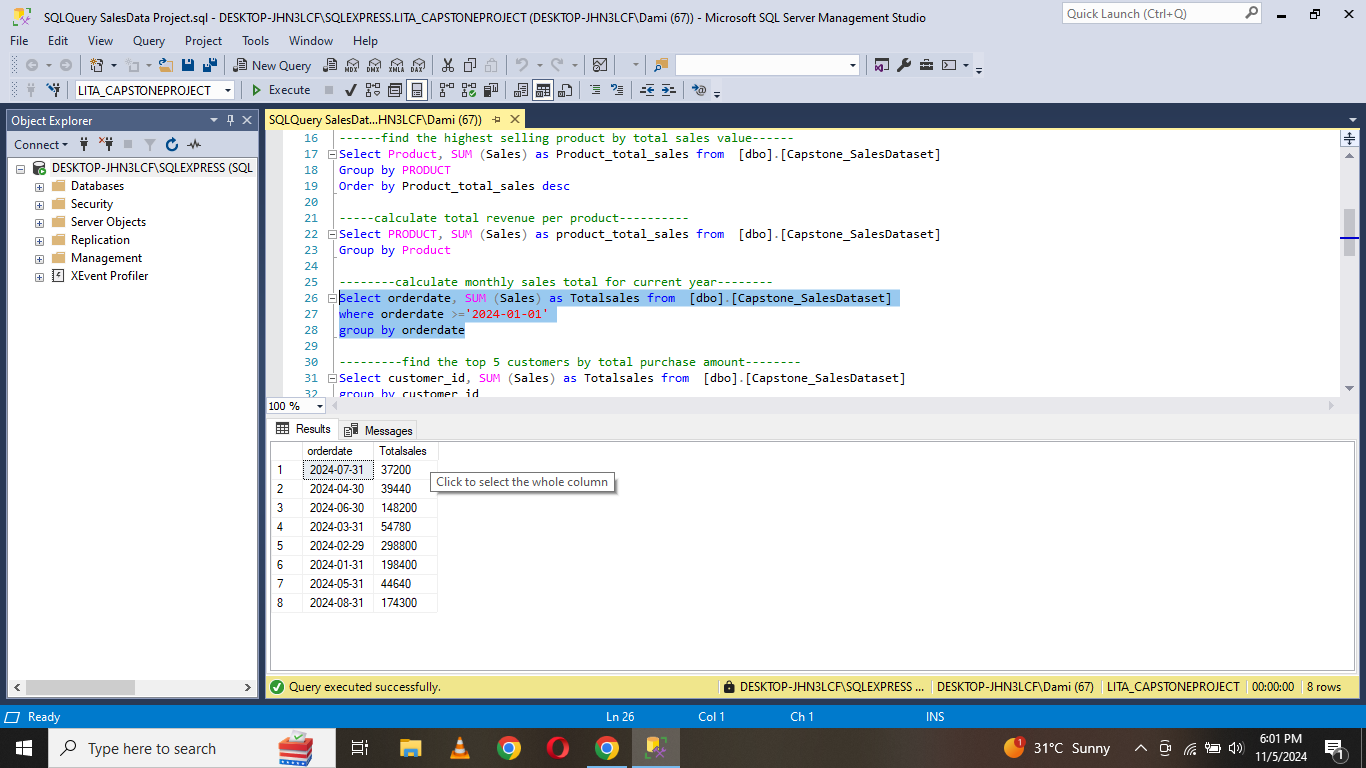 SQLQuery SalesData Project.sql - DESKTOP-JHN3LCF\SQLEXPRESS.LITA_CAPSTONEPROJECT (DESKTOP-JHN3LCF\Dami (67)) - Microsoft SQL Server Management Studio
Quick Launch (Ctrl+Q)
File Edit View Query Project Tools Window Help
New Query MDX DMX XMLA DAX
LITA_CAPSTONEPROJECT Execute
Object Explorer
SQLQuery SalesDat...HN3LCF\Dami (67))
Connect
DESKTOP-JHN3LCF\SQLEXPRESS (SQL
Databases
Security
Server Objects
Replication
Management
XEvent Profiler
16 ------find the highest selling product by total sales value------
17 Select Product, SUM (Sales) as Product_total_sales from [dbo].[Capstone_SalesDataset]
18 Group by PRODUCT
19 Order by Product_total_sales desc
20
21 -----calculate total revenue per product----------
22 Select PRODUCT, SUM (Sales) as product_total_sales from [dbo].[Capstone_SalesDataset]
23 Group by Product
24
25 --------calculate monthly sales total for current year--------
26 Select orderdate, SUM (Sales) as Totalsales from [dbo].[Capstone_SalesDataset]
27 where orderdate >='2024-01-01'
28 group by orderdate
29
30 ---------find the top 5 customers by total purchase amount--------
31 Select customer_id, SUM (Sales) as Totalsales from [dbo].[Capstone_SalesDataset]
32 group by customer_id
100 %
Results Messages
orderdate Totalsales
1 2024-07-31 37200
2 2024-04-30 39440
3 2024-06-30 148200
4 2024-03-31 54780
5 2024-02-29 298800
6 2024-01-31 198400
7 2024-05-31 44640
8 2024-08-31 174300
Click to select the whole column
Query executed successfully. DESKTOP-JHN3LCF\SQLEXPRESS ... DESKTOP-JHN3LCF\Dami (67) LITA_CAPSTONEPROJECT 00:00:00 8 rows
Ready Ln 26 Col 1 Ch 1 INS
Type here to search
1
31°C Sunny
6:01 PM
11/5/2024
1